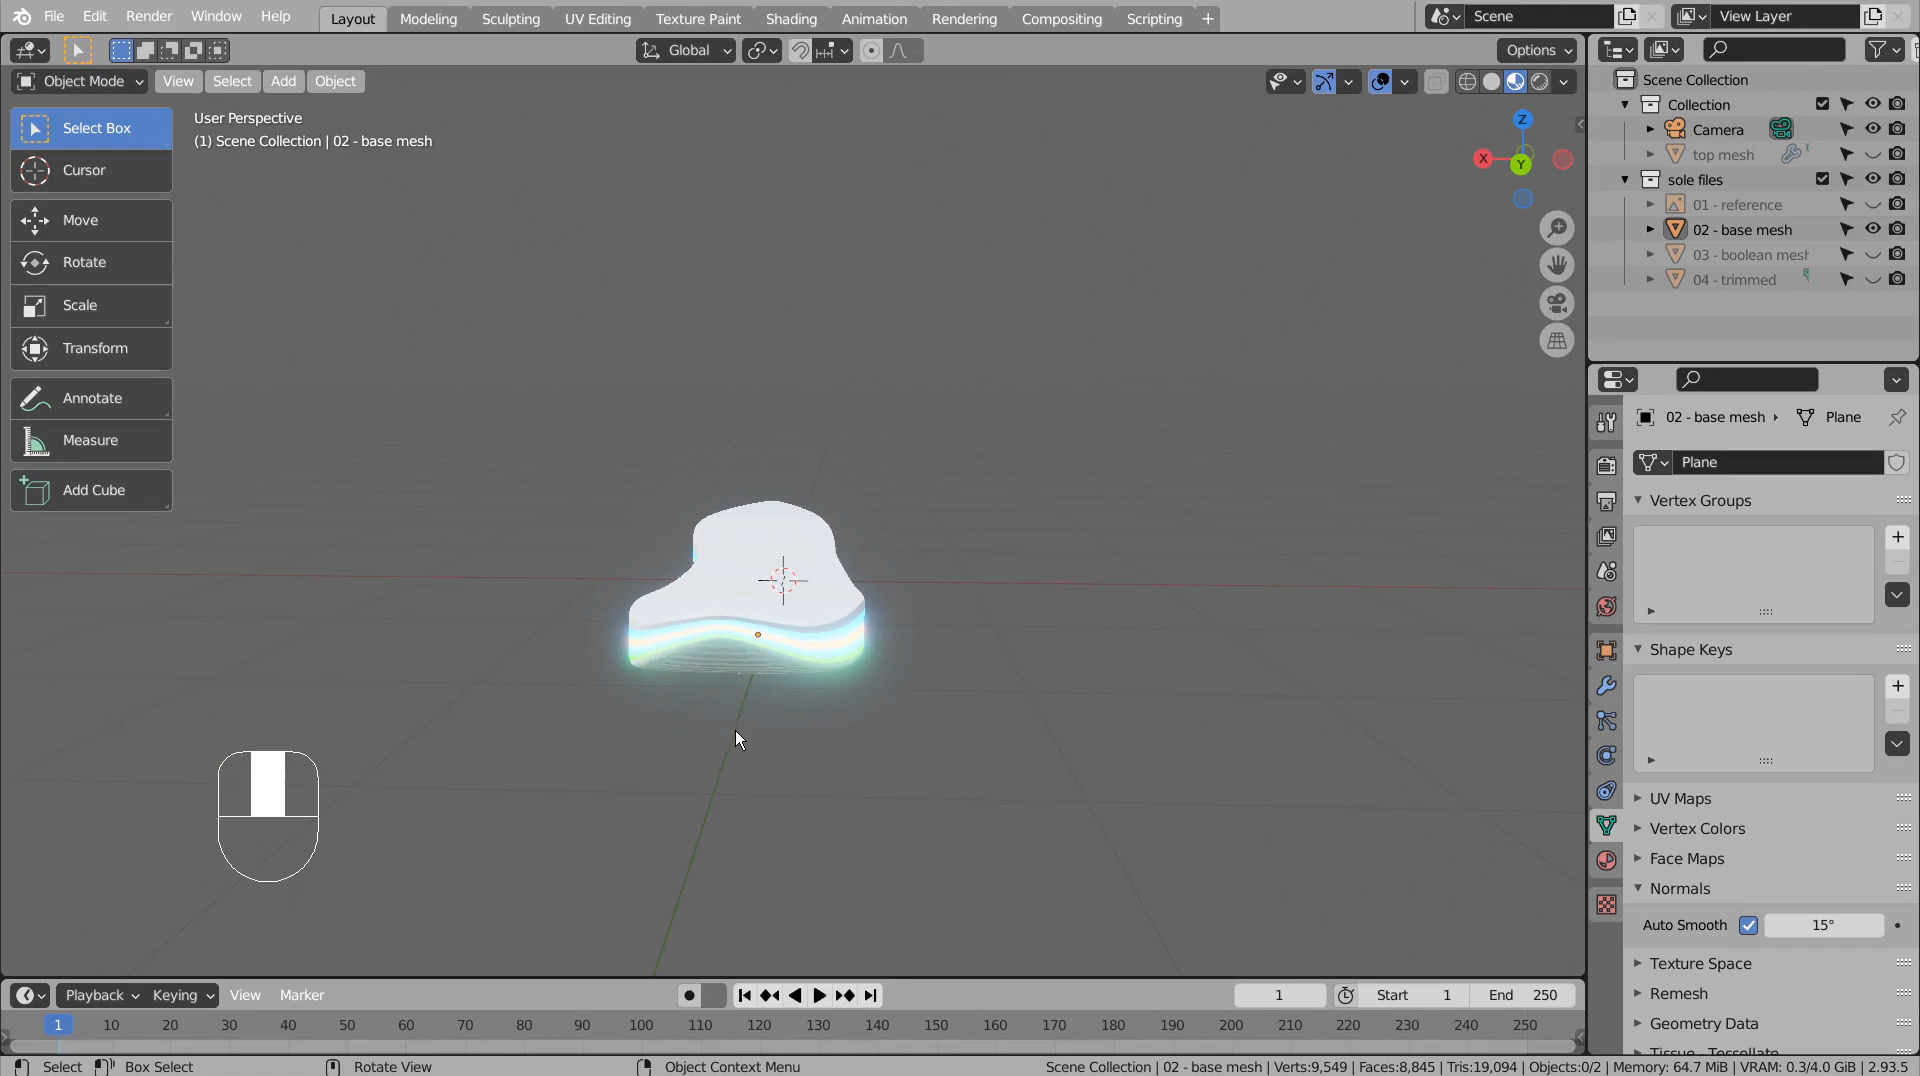 File Edit Render Window Help Layout Modeling Sculpting UV Editing Texture Paint Shading Animation Rendering Compositing Scripting + Scene View Layer
Global Options
Object Mode View Select Add Object
Select Box
Cursor
Move
Rotate
Scale
Transform
Annotate
Measure
Add Cube
User Perspective
(1) Scene Collection | 02 - base mesh
Z
X
Y
Scene Collection
Collection
Camera
top mesh
sole files
01 - reference
02 - base mesh
03 - boolean mesh
04 - trimmed
02 - base mesh Plane
Plane
Vertex Groups
Shape Keys
UV Maps
Vertex Colors
Face Maps
Normals
Auto Smooth 15°
Texture Space
Remesh
Geometry Data
Playback Keying View Marker 1 Start 1 End 250
1 10 20 30 40 50 60 70 80 90 100 110 120 130 140 150 160 170 180 190 200 210 220 230 240 250
Select Box Select Rotate View Object Context Menu Scene Collection | 02 - base mesh | Verts:9,549 | Faces:8,845 | Tris:19,094 | Objects:0/2 | Memory: 64.7 MiB | VRAM: 0.3/4.0 GiB | 2.93.5